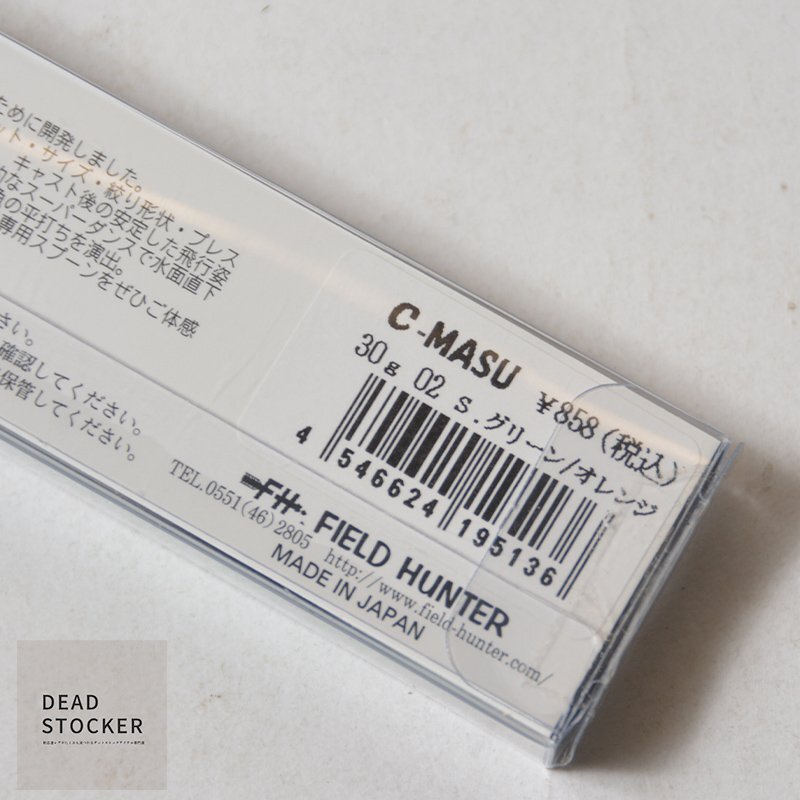 ために開発しました。
ット・サイズ・絞り形状・プレス
キャスト後の安定した飛行姿
なスーパーダンスで水面直下
の平打ちを演出。
専用スプーンをぜひご体感
さい。
確認してください。
保管してください。
C-MASU ¥858(税込)
30g 02 S.グリーン/オレンジ
4 546624 195136
FH. FIELD HUNTER
TEL.0551(46)2805 http://www.field-hunter.com/
MADE IN JAPAN
DEAD
STOCKER